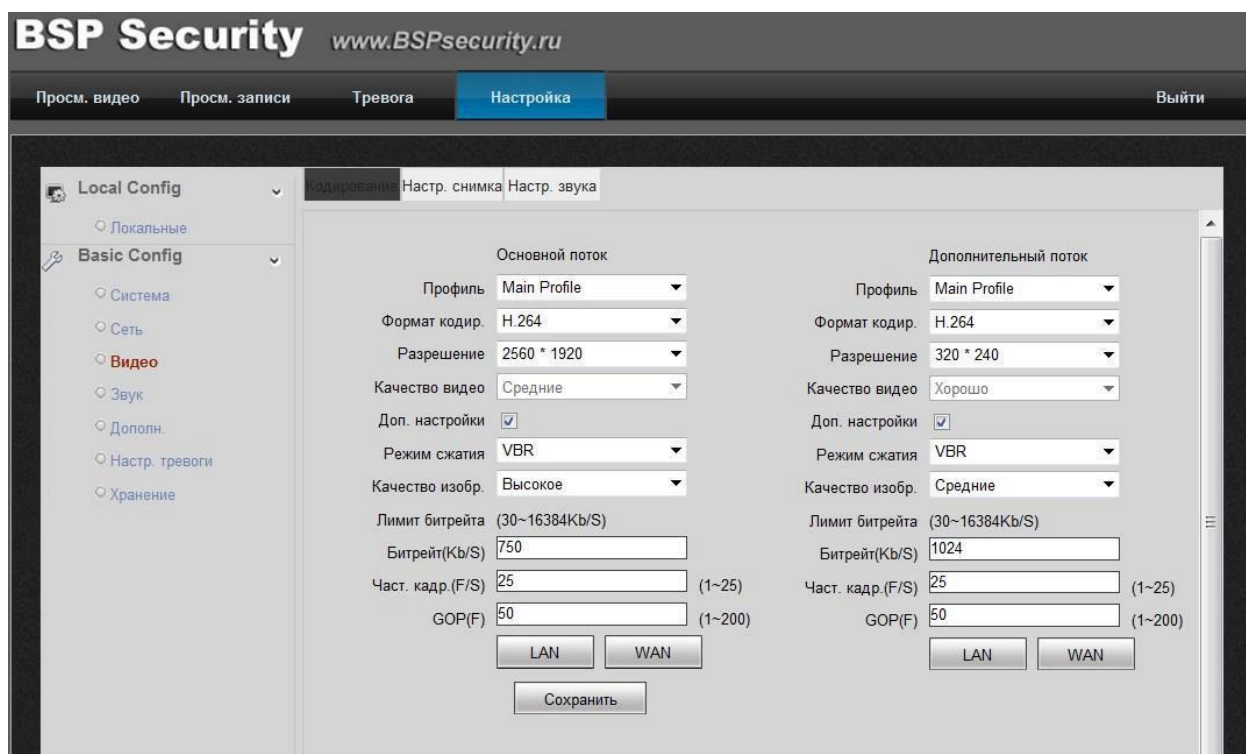 BSP Security www.BSPsecurity.ru
Просм. видео Просм. записи Тревога Настройка Выйти
Local Config
Локальные
Basic Config
Система
Сеть
Видео
Звук
Дополн.
Настр. тревоги
Хранение
Кодирование Настр. снимка Настр. звука
Основной поток
Профиль Main Profile
Формат кодир. H.264
Разрешение 2560 * 1920
Качество видео Средние
Доп. настройки
Режим сжатия VBR
Качество изобр. Высокое
Лимит битрейта (30~16384Kb/S)
Битрейт(Kb/S) 750
Част. кадр.(F/S) 25 (1~25)
GOP(F) 50 (1~200)
LAN WAN
Сохранить
Дополнительный поток
Профиль Main Profile
Формат кодир. H.264
Разрешение 320 * 240
Качество видео Хорошо
Доп. настройки
Режим сжатия VBR
Качество изобр. Средние
Лимит битрейта (30~16384Kb/S)
Битрейт(Kb/S) 1024
Част. кадр.(F/S) 25 (1~25)
GOP(F) 50 (1~200)
LAN WAN